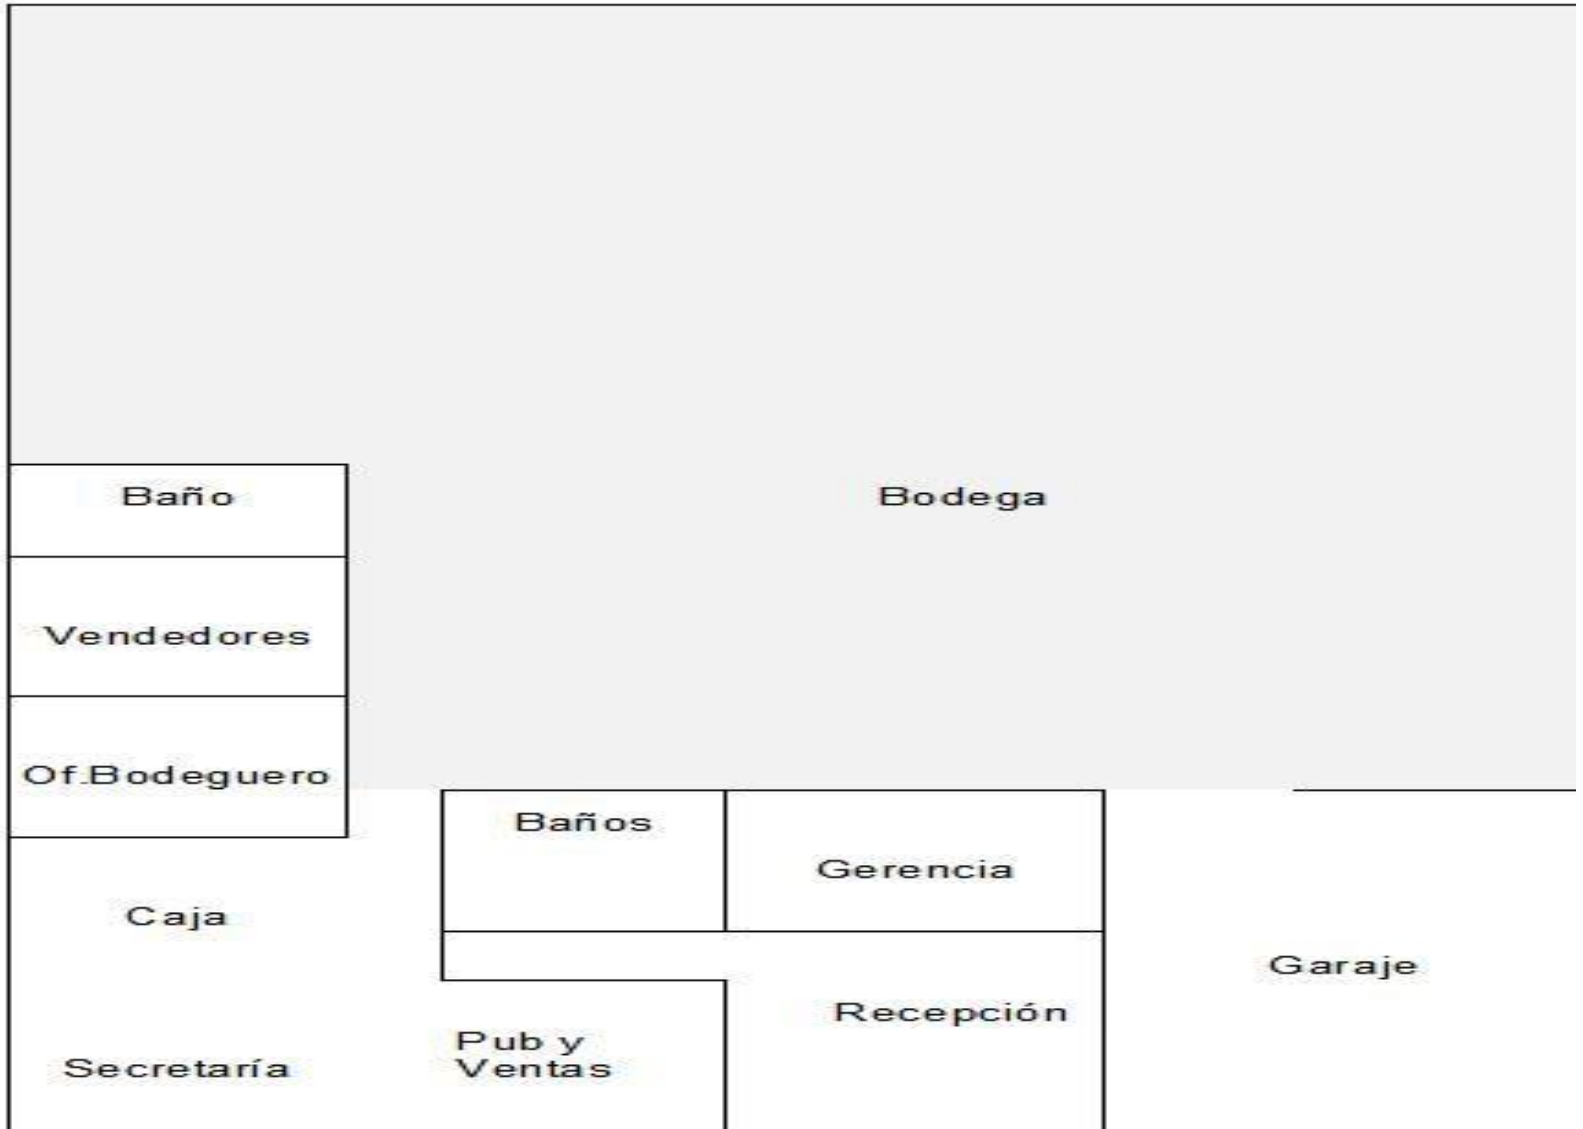 Baño
Bodega
Vendedores
Of.Bodeguero
Baños
Gerencia
Caja
Garaje
Recepción
Pub y
Ventas
Secretaría